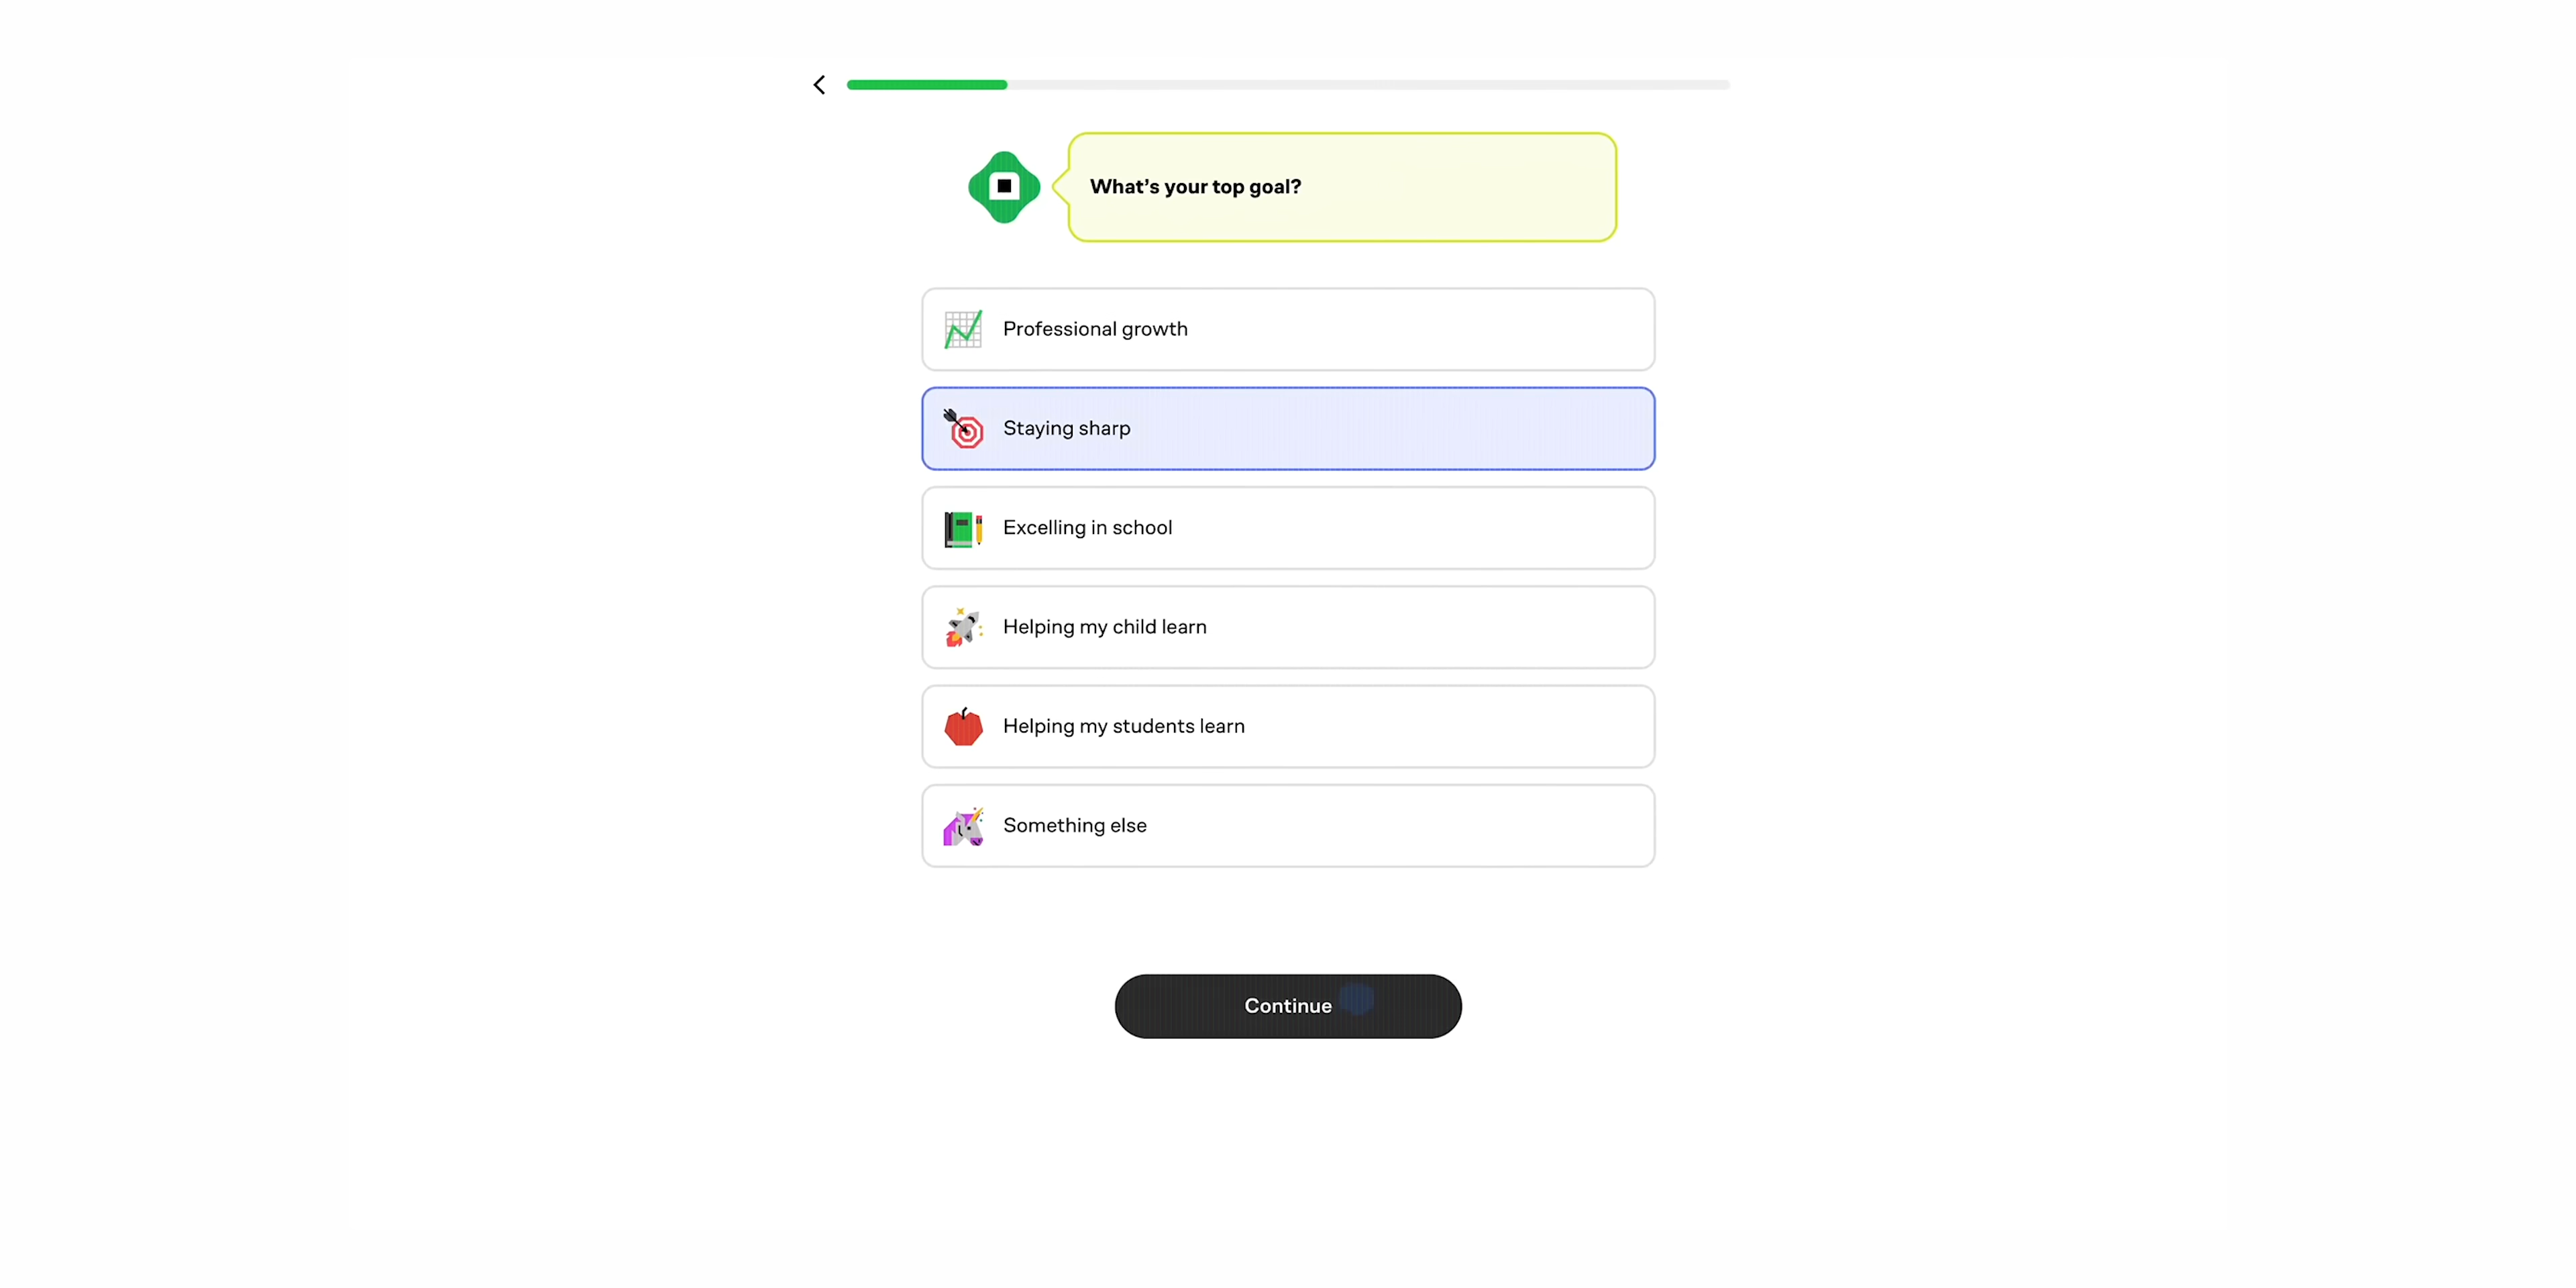 What’s your top goal?
Professional growth
Staying sharp
Excelling in school
Helping my child learn
Helping my students learn
Something else
Continue